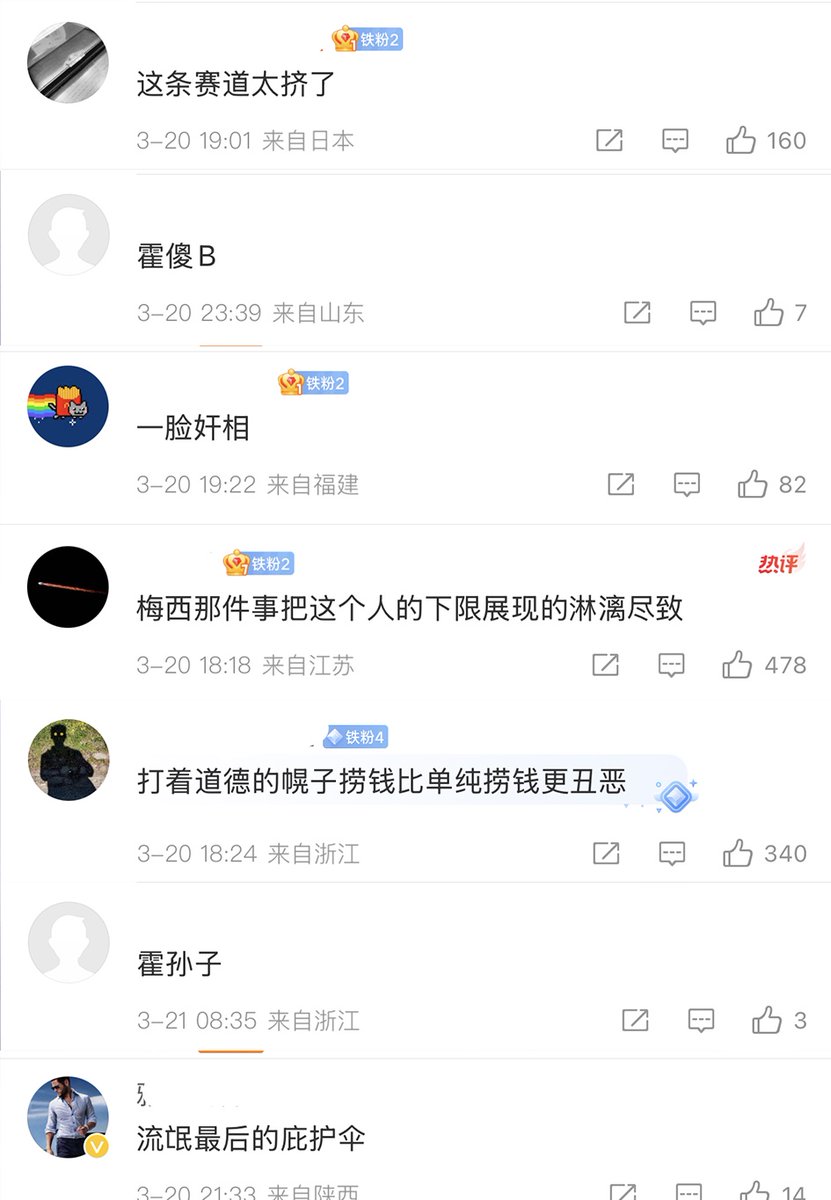 铁粉2
这条赛道太挤了
3-20 19:01 来自日本
160
霍傻B
3-20 23:39 来自山东
7
铁粉2
一脸奸相
3-20 19:22 来自福建
82
铁粉2
热评
梅西那件事把这个人的下限展现的淋漓尽致
3-20 18:18 来自江苏
478
铁粉4
打着道德的幌子捞钱比单纯捞钱更丑恶
3-20 18:24 来自浙江
340
霍孙子
3-21 08:35 来自浙江
3
流氓最后的庇护伞
3-20 21:33 来自陕西
14